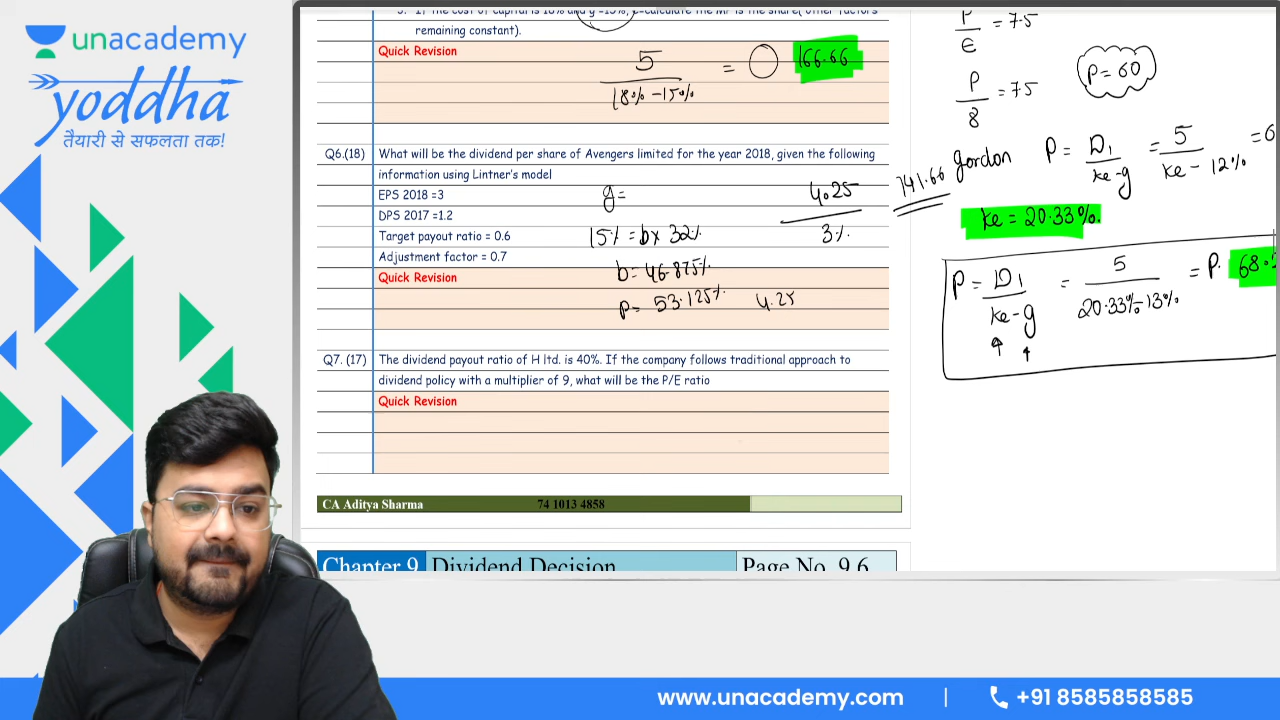 unacademy
yoddha
तैयारी से सफलता तक!
remaining constant).
Quick Revision
5
18% - 15%
=
166.66
Q6.(18) What will be the dividend per share of Avengers limited for the year 2018, given the following
information using Lintner's model
EPS 2018 =3
DPS 2017 =1.2
Target payout ratio = 0.6
Adjustment factor = 0.7
Quick Revision
g=
15% = b x 32%
b= 46.875%
p= 53.125%
4.25
4.25
3%
141.66
Q7. (17) The dividend payout ratio of H ltd. is 40%. If the company follows traditional approach to
dividend policy with a multiplier of 9, what will be the P/E ratio
Quick Revision
CA Aditya Sharma 74 1013 4858
Chapter 9 Dividend Decision Page No. 9.6
P
E
= 7.5
P
8
= 7.5
P = 60
Gordon P = D1 = 5
ke-g ke - 12%
ke = 20.33%.
P = D1 = 5 = P.
ke-g 20.33% - 13%
www.unacademy.com | +91 8585858585